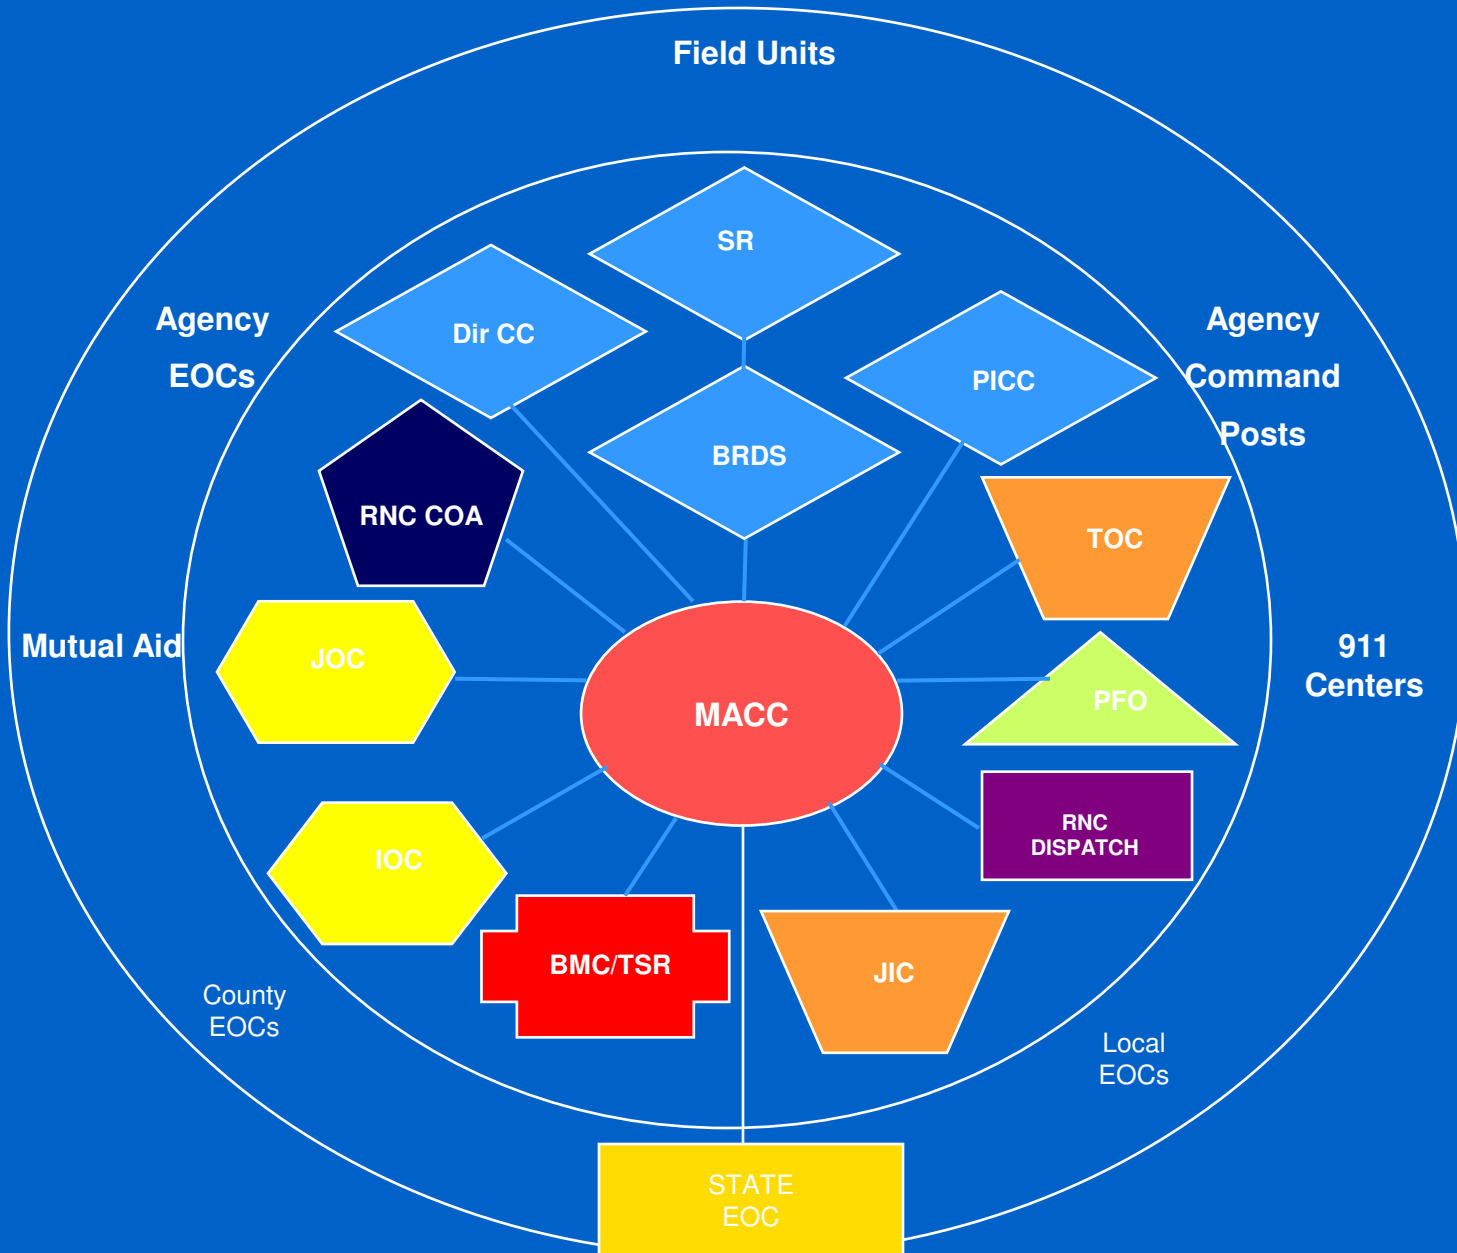 Field Units
SR
Agency
EOCs
Dir CC
Agency
Command
Posts
PICC
BRDS
RNC COA
TOC
Mutual Aid
JOC
911
Centers
MACC
PFO
RNC
DISPATCH
IOC
BMC/TSR
JIC
County
EOCs
Local
EOCs
STATE
EOC